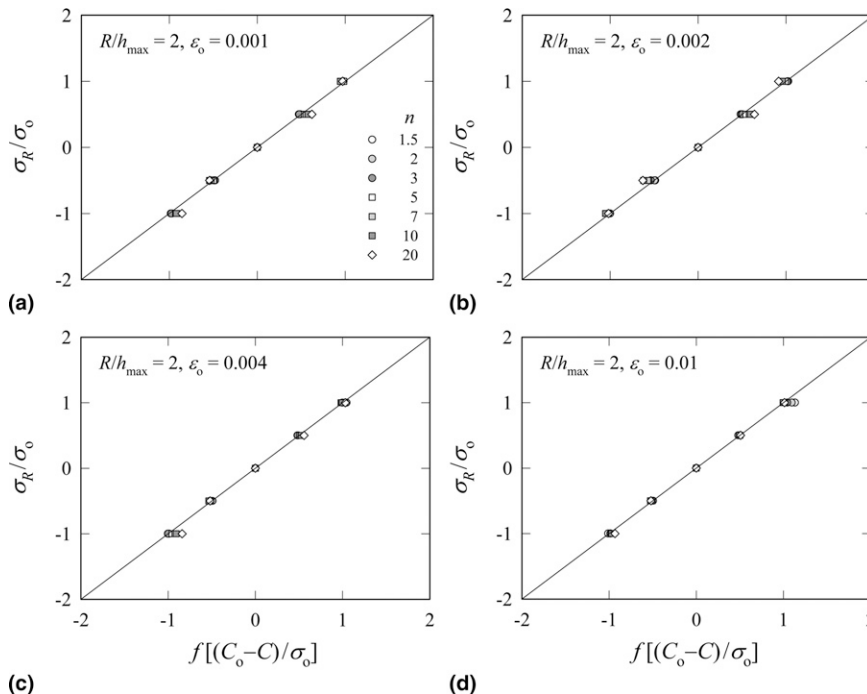 2
R/hmax = 2, εo = 0.001
1
n
1.5
2
3
5
7
10
20
σR/σo
0
-1
-2
(a)
2
R/hmax = 2, εo = 0.002
1
σR/σo
0
-1
-2
(b)
2
R/hmax = 2, εo = 0.004
1
σR/σo
0
-1
-2
-2 -1 0 1 2
f[(Co–C)/σo]
(c)
2
R/hmax = 2, εo = 0.01
1
σR/σo
0
-1
-2
-2 -1 0 1 2
f[(Co–C)/σo]
(d)